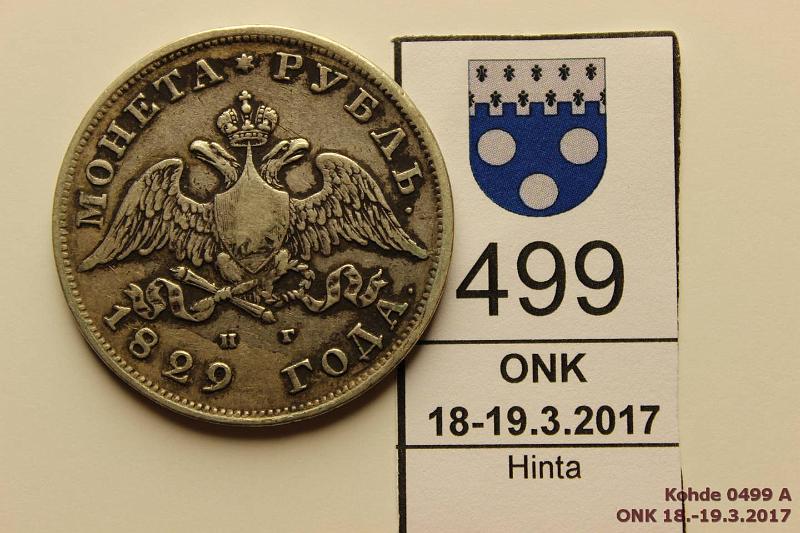 МОНЕТА * РУБЛЬ.
Н Г
1829 ГОДА.
499
ONK
18-19.3.2017
Hinta
Kohde 0499 A
ONK 18.-19.3.2017